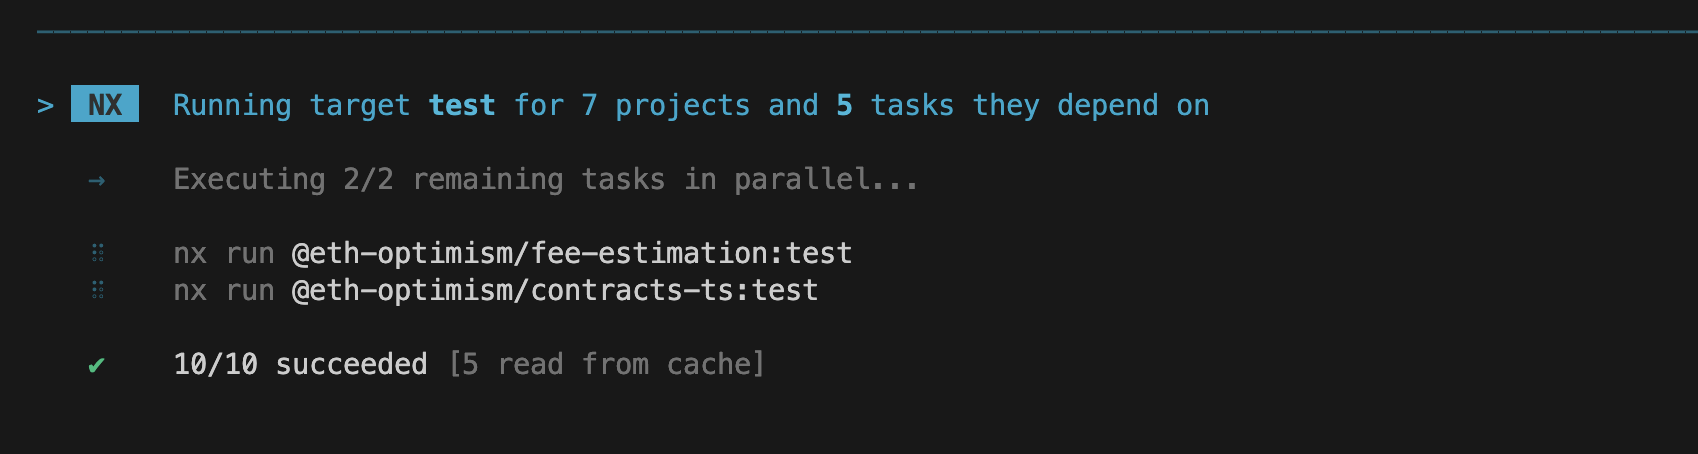 > NX Running target test for 7 projects and 5 tasks they depend on
→ Executing 2/2 remaining tasks in parallel...
⠿ nx run @eth-optimism/fee-estimation:test
⠿ nx run @eth-optimism/contracts-ts:test
✔ 10/10 succeeded [5 read from cache]